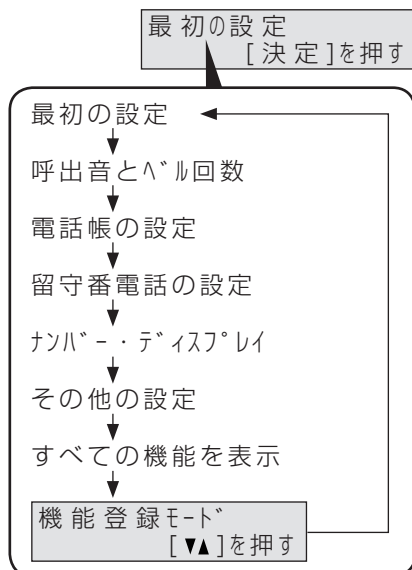 最初の設定
[決定]を押す
最初の設定
呼出音とﾍﾞﾙ回数
電話帳の設定
留守番電話の設定
ﾅﾝﾊﾞｰ・ﾃﾞｨｽﾌﾟﾚｲ
その他の設定
すべての機能を表示
機能登録ﾓｰﾄﾞ
[▼▲]を押す